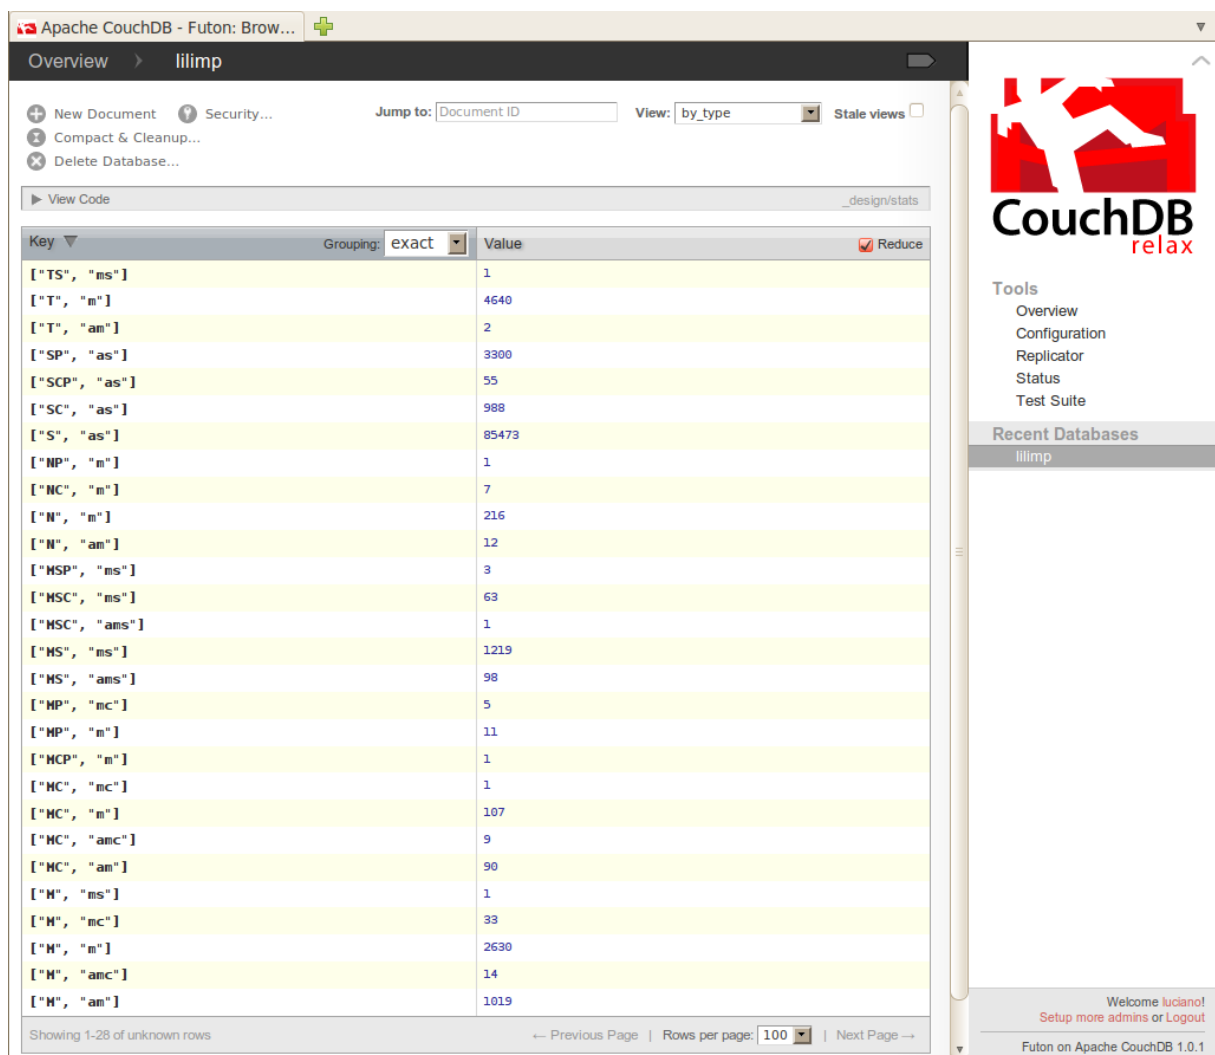 Apache CouchDB - Futon: Brow...
Overview lilimp
New Document Security... Jump to: Document ID View: by_type Stale views
Compact & Cleanup...
Delete Database...
View Code _design/stats
Key Grouping: exact Value Reduce
["TS", "ms"] 1
["T", "m"] 4640
["T", "am"] 2
["SP", "as"] 3300
["SCP", "as"] 55
["SC", "as"] 988
["S", "as"] 85473
["NP", "m"] 1
["NC", "m"] 7
["N", "m"] 216
["N", "am"] 12
["MSP", "ms"] 3
["MSC", "ms"] 63
["MSC", "ams"] 1
["MS", "ms"] 1219
["MS", "ams"] 98
["MP", "mc"] 5
["MP", "m"] 11
["MCP", "m"] 1
["MC", "mc"] 1
["MC", "m"] 107
["MC", "amc"] 9
["MC", "am"] 90
["M", "ms"] 1
["M", "mc"] 33
["M", "m"] 2630
["M", "amc"] 14
["M", "am"] 1019
Showing 1-28 of unknown rows ← Previous Page | Rows per page: 100 | Next Page →
CouchDB
relax
Tools
Overview
Configuration
Replicator
Status
Test Suite
Recent Databases
lilimp
Welcome luciano!
Setup more admins or Logout
Futon on Apache CouchDB 1.0.1